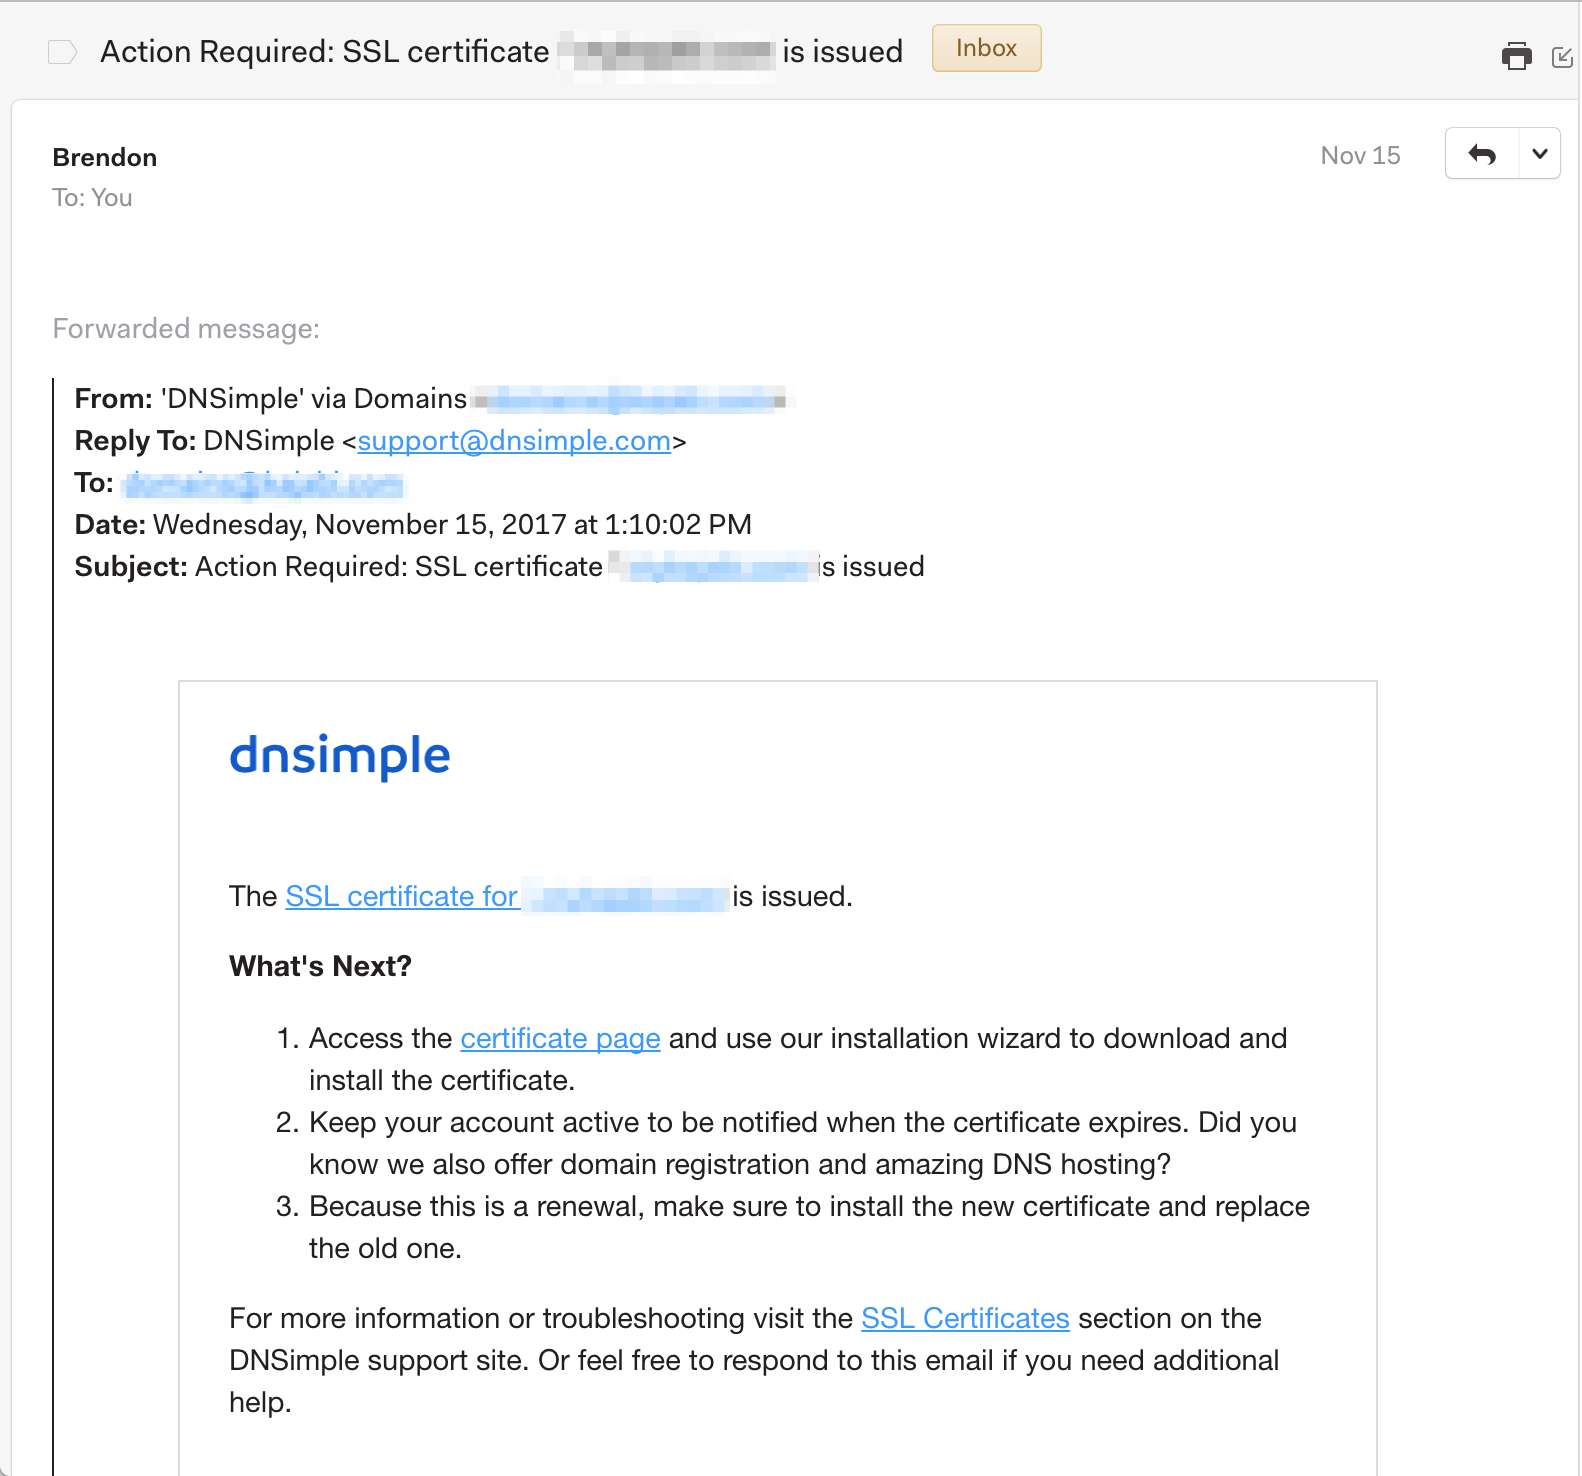 Action Required: SSL certificate is issued
Inbox
Brendon
Nov 15
To: You
Forwarded message:
From: 'DNSimple' via Domains
Reply To: DNSimple <support@dnsimple.com>
To:
Date: Wednesday, November 15, 2017 at 1:10:02 PM
Subject: Action Required: SSL certificate is issued
dnsimple
The SSL certificate for is issued.
What's Next?
1. Access the certificate page and use our installation wizard to download and
install the certificate.
2. Keep your account active to be notified when the certificate expires. Did you
know we also offer domain registration and amazing DNS hosting?
3. Because this is a renewal, make sure to install the new certificate and replace
the old one.
For more information or troubleshooting visit the SSL Certificates section on the
DNSimple support site. Or feel free to respond to this email if you need additional
help.